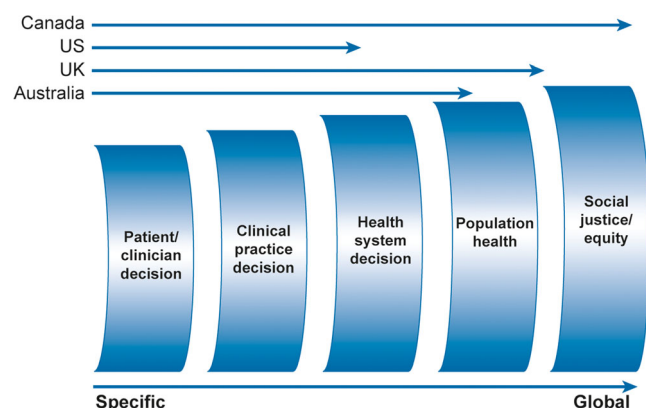 Canada
US
UK
Australia
Patient/
clinician
decision
Clinical
practice
decision
Health
system
decision
Population
health
Social
justice/
equity
Specific
Global